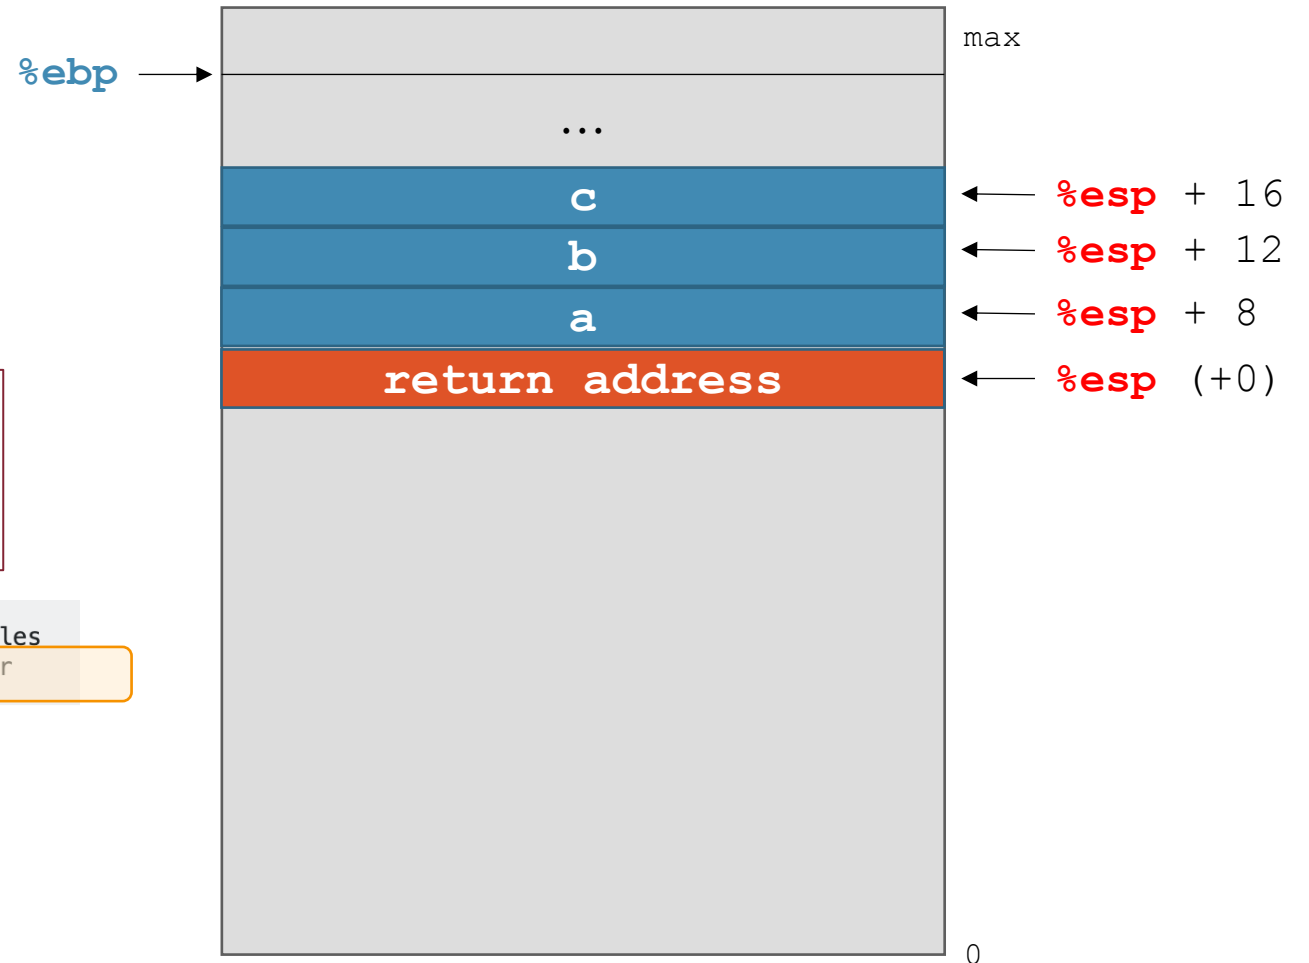 max
%ebp
...
c %esp + 16
b %esp + 12
a %esp + 8
return address %esp (+0)
les
r
0